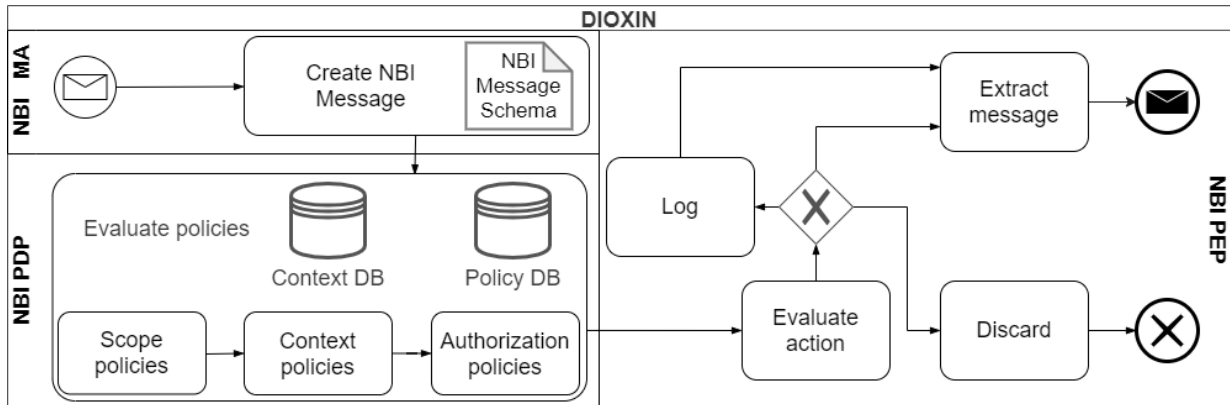 DIOXIN
NBI MA
Create NBI
Message
NBI
Message
Schema
NBI PDP
Evaluate policies
Context DB
Policy DB
Scope
policies
Context
policies
Authorization
policies
Log
Evaluate
action
Extract
message
Discard
NBI PEP